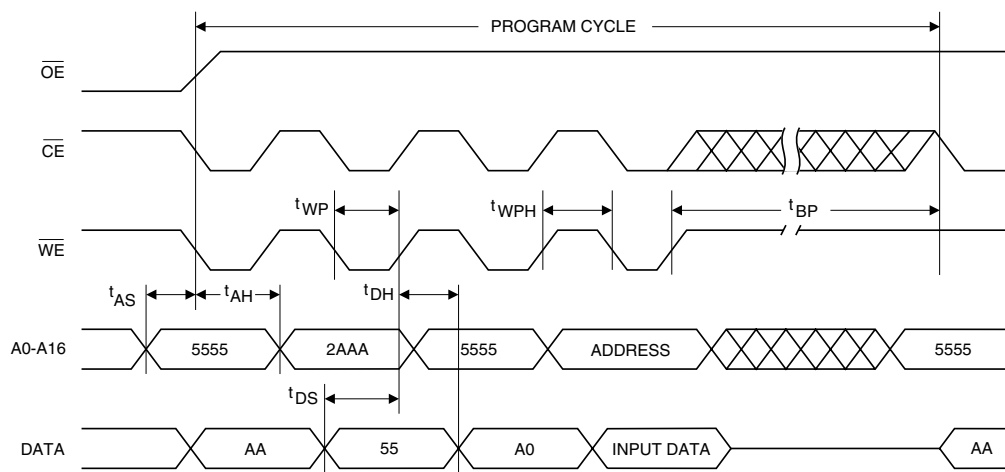 PROGRAM CYCLE
OE
CE
tWP
tWPH
tBP
WE
tAS
tAH
tDH
A0-A16
5555
2AAA
5555
ADDRESS
5555
tDS
DATA
AA
55
A0
INPUT DATA
AA